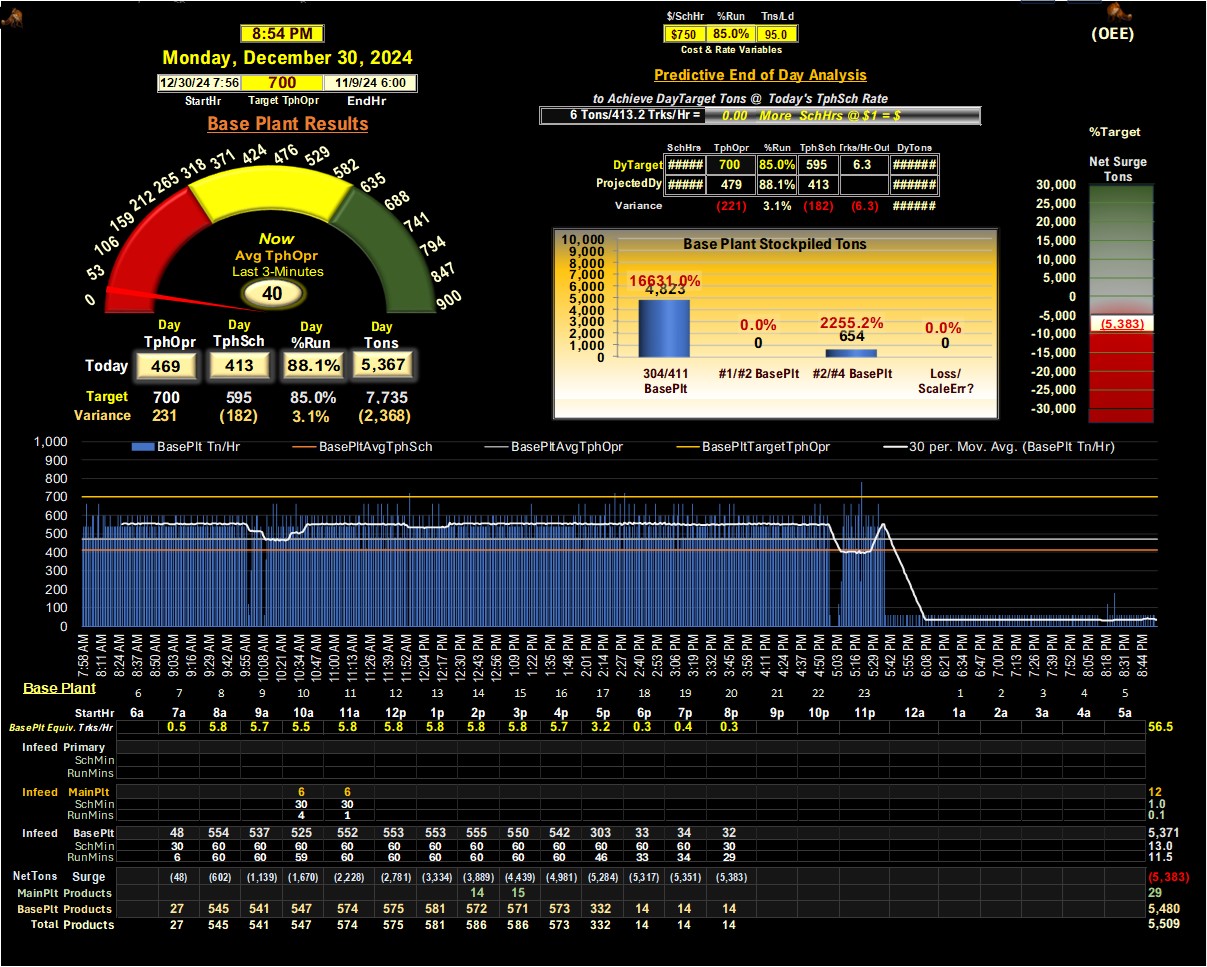 $/SchHr %Run Tns/Ld
8:54 PM
$750 85.0% 95.0
(OEE)
Cost & Rate Variables
Monday, December 30, 2024
12/30/24 7:56 700 11/9/24 6:00
StartHr Target TphOpr EndHr
Base Plant Results
Predictive End of Day Analysis
to Achieve DayTarget Tons @ Today's TphSch Rate
6 Tons/413.2 Trks/Hr = 0.00 More SchHrs @ $1 = $
SchHrs TphOpr %Run TphSch Trks/Hr-Out DyTons
DyTarget ##### 700 85.0% 595 6.3 ######
ProjectedDy ##### 479 88.1% 413 ######
Variance (221) 3.1% (182) (6.3) ######
%Target
Net Surge
Tons
30,000
25,000
20,000
15,000
10,000
5,000
0
-5,000
(5,383)
-10,000
-15,000
-20,000
-25,000
-30,000
0 53 106 159 212 265 318 371 424 476 529 582 635 688 741 794 847 900
Now
Avg TphOpr
Last 3-Minutes
40
Day Day Day Day
TphOpr TphSch %Run Tons
Today 469 413 88.1% 5,367
Target 700 595 85.0% 7,735
Variance 231 (182) 3.1% (2,368)
Base Plant Stockpiled Tons
10,000
9,000
8,000
7,000
6,000
5,000
4,000
3,000
2,000
1,000
0
16631.0% 0.0% 2255.2% 0.0%
4,823 0 654 0
304/411 #1/#2 BasePlt #2/#4 BasePlt Loss/
BasePlt ScaleErr?
BasePlt Tn/Hr BasePltAvgTphSch BasePltAvgTphOpr BasePltTargetTphOpr 30 per. Mov. Avg. (BasePlt Tn/Hr)
1,000
900
800
700
600
500
400
300
200
100
0
7:58 AM 8:11 AM 8:24 AM 8:37 AM 8:50 AM 9:03 AM 9:16 AM 9:29 AM 9:42 AM 9:55 AM 10:08 AM 10:21 AM 10:34 AM 10:47 AM 11:00 AM 11:13 AM 11:26 AM 11:39 AM 11:52 AM 12:04 PM 12:17 PM 12:30 PM 12:43 PM 12:56 PM 1:09 PM 1:22 PM 1:35 PM 1:48 PM 2:01 PM 2:14 PM 2:27 PM 2:40 PM 2:53 PM 3:06 PM 3:19 PM 3:32 PM 3:45 PM 3:58 PM 4:11 PM 4:24 PM 4:37 PM 4:50 PM 5:03 PM 5:16 PM 5:29 PM 5:42 PM 5:55 PM 6:08 PM 6:21 PM 6:34 PM 6:47 PM 7:00 PM 7:13 PM 7:26 PM 7:39 PM 7:52 PM 8:05 PM 8:18 PM 8:31 PM 8:44 PM
Base Plant 6 7 8 9 10 11 12 13 14 15 16 17 18 19 20 21 22 23 1 2 3 4 5
StartHr 6a 7a 8a 9a 10a 11a 12p 1p 2p 3p 4p 5p 6p 7p 8p 9p 10p 11p 12a 1a 2a 3a 4a 5a
BasePlt Equiv. Trks/Hr 0.5 5.8 5.7 5.5 5.8 5.8 5.8 5.8 5.8 5.7 3.2 0.3 0.4 0.3 56.5
Infeed Primary
SchMin
RunMins
Infeed MainPlt 6 6 12
SchMin 30 30 1.0
RunMins 4 1 0.1
Infeed BasePlt 48 554 537 525 552 553 553 555 550 542 303 33 34 32 5,371
SchMin 30 60 60 60 60 60 60 60 60 60 60 60 60 30 13.0
RunMins 6 60 60 59 60 60 60 60 60 60 46 33 34 29 11.5
NetTons Surge (48) (602) (1,139) (1,670) (2,228) (2,781) (3,334) (3,889) (4,439) (4,981) (5,284) (5,317) (5,351) (5,383) (5,383)
MainPlt Products 14 15 29
BasePlt Products 27 545 541 547 574 575 581 572 571 573 332 14 14 14 5,480
Total Products 27 545 541 547 574 575 581 586 586 573 332 14 14 14 5,509